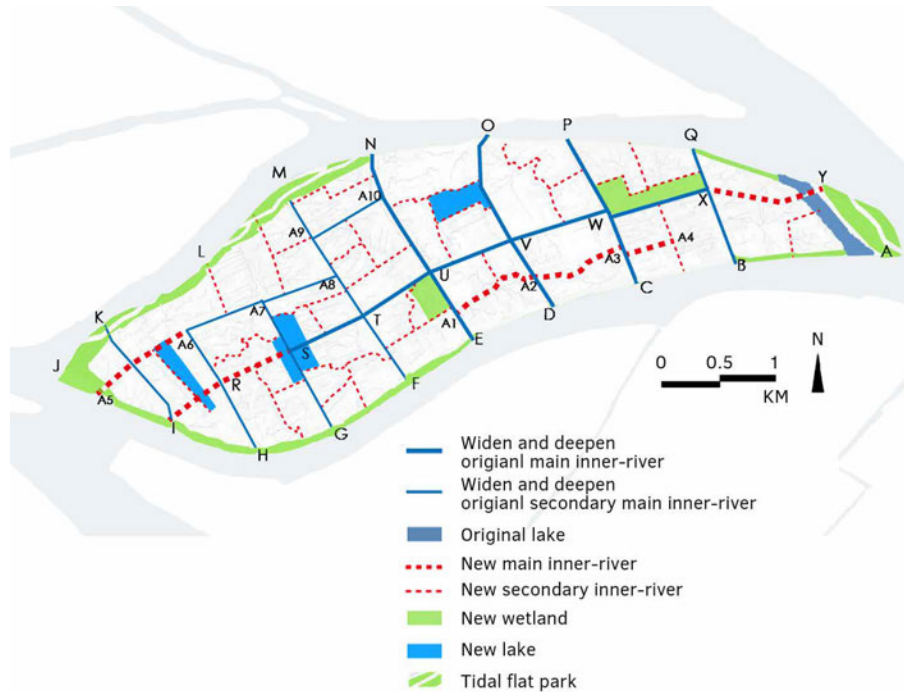 O
P
Q
N
M
Y
A10
X
L
A9
W
A4
V
A3
B
A
U
A8
A2
C
K
A7
A1
D
T
E
A6
S
J
R
F
A5
I
G
H
N
0 0.5 1
KM
Widen and deepen
origianl main inner-river
Widen and deepen
origianl secondary main inner-river
Original lake
New main inner-river
New secondary inner-river
New wetland
New lake
Tidal flat park